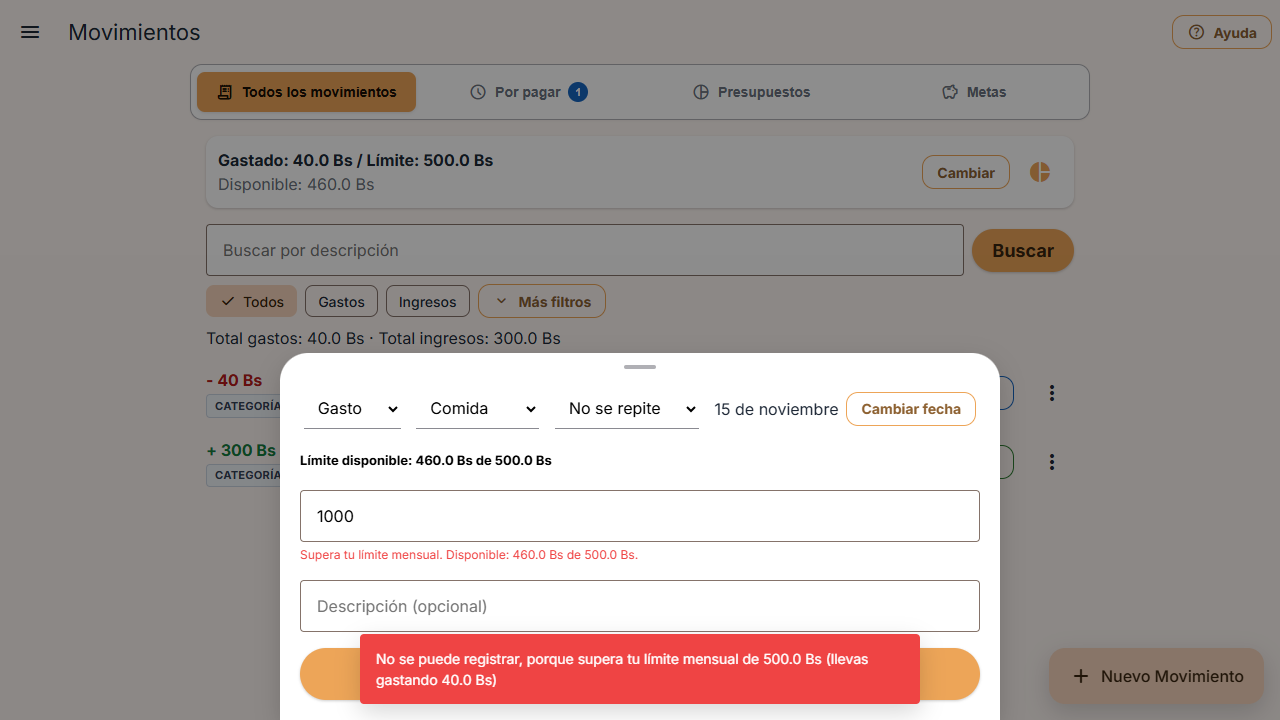 Movimientos
Ayuda
Todos los movimientos
Por pagar 1
Presupuestos
Metas
Gastado: 40.0 Bs / Límite: 500.0 Bs
Disponible: 460.0 Bs
Cambiar
Buscar por descripción
Buscar
Todos
Gastos
Ingresos
Más filtros
Total gastos: 40.0 Bs · Total ingresos: 300.0 Bs
- 40 Bs
CATEGORÍA
+ 300 Bs
CATEGORÍA
Gasto
Comida
No se repite
15 de noviembre
Cambiar fecha
Límite disponible: 460.0 Bs de 500.0 Bs
1000
Supera tu límite mensual. Disponible: 460.0 Bs de 500.0 Bs.
Descripción (opcional)
No se puede registrar, porque supera tu límite mensual de 500.0 Bs (llevas
gastando 40.0 Bs)
Nuevo Movimiento